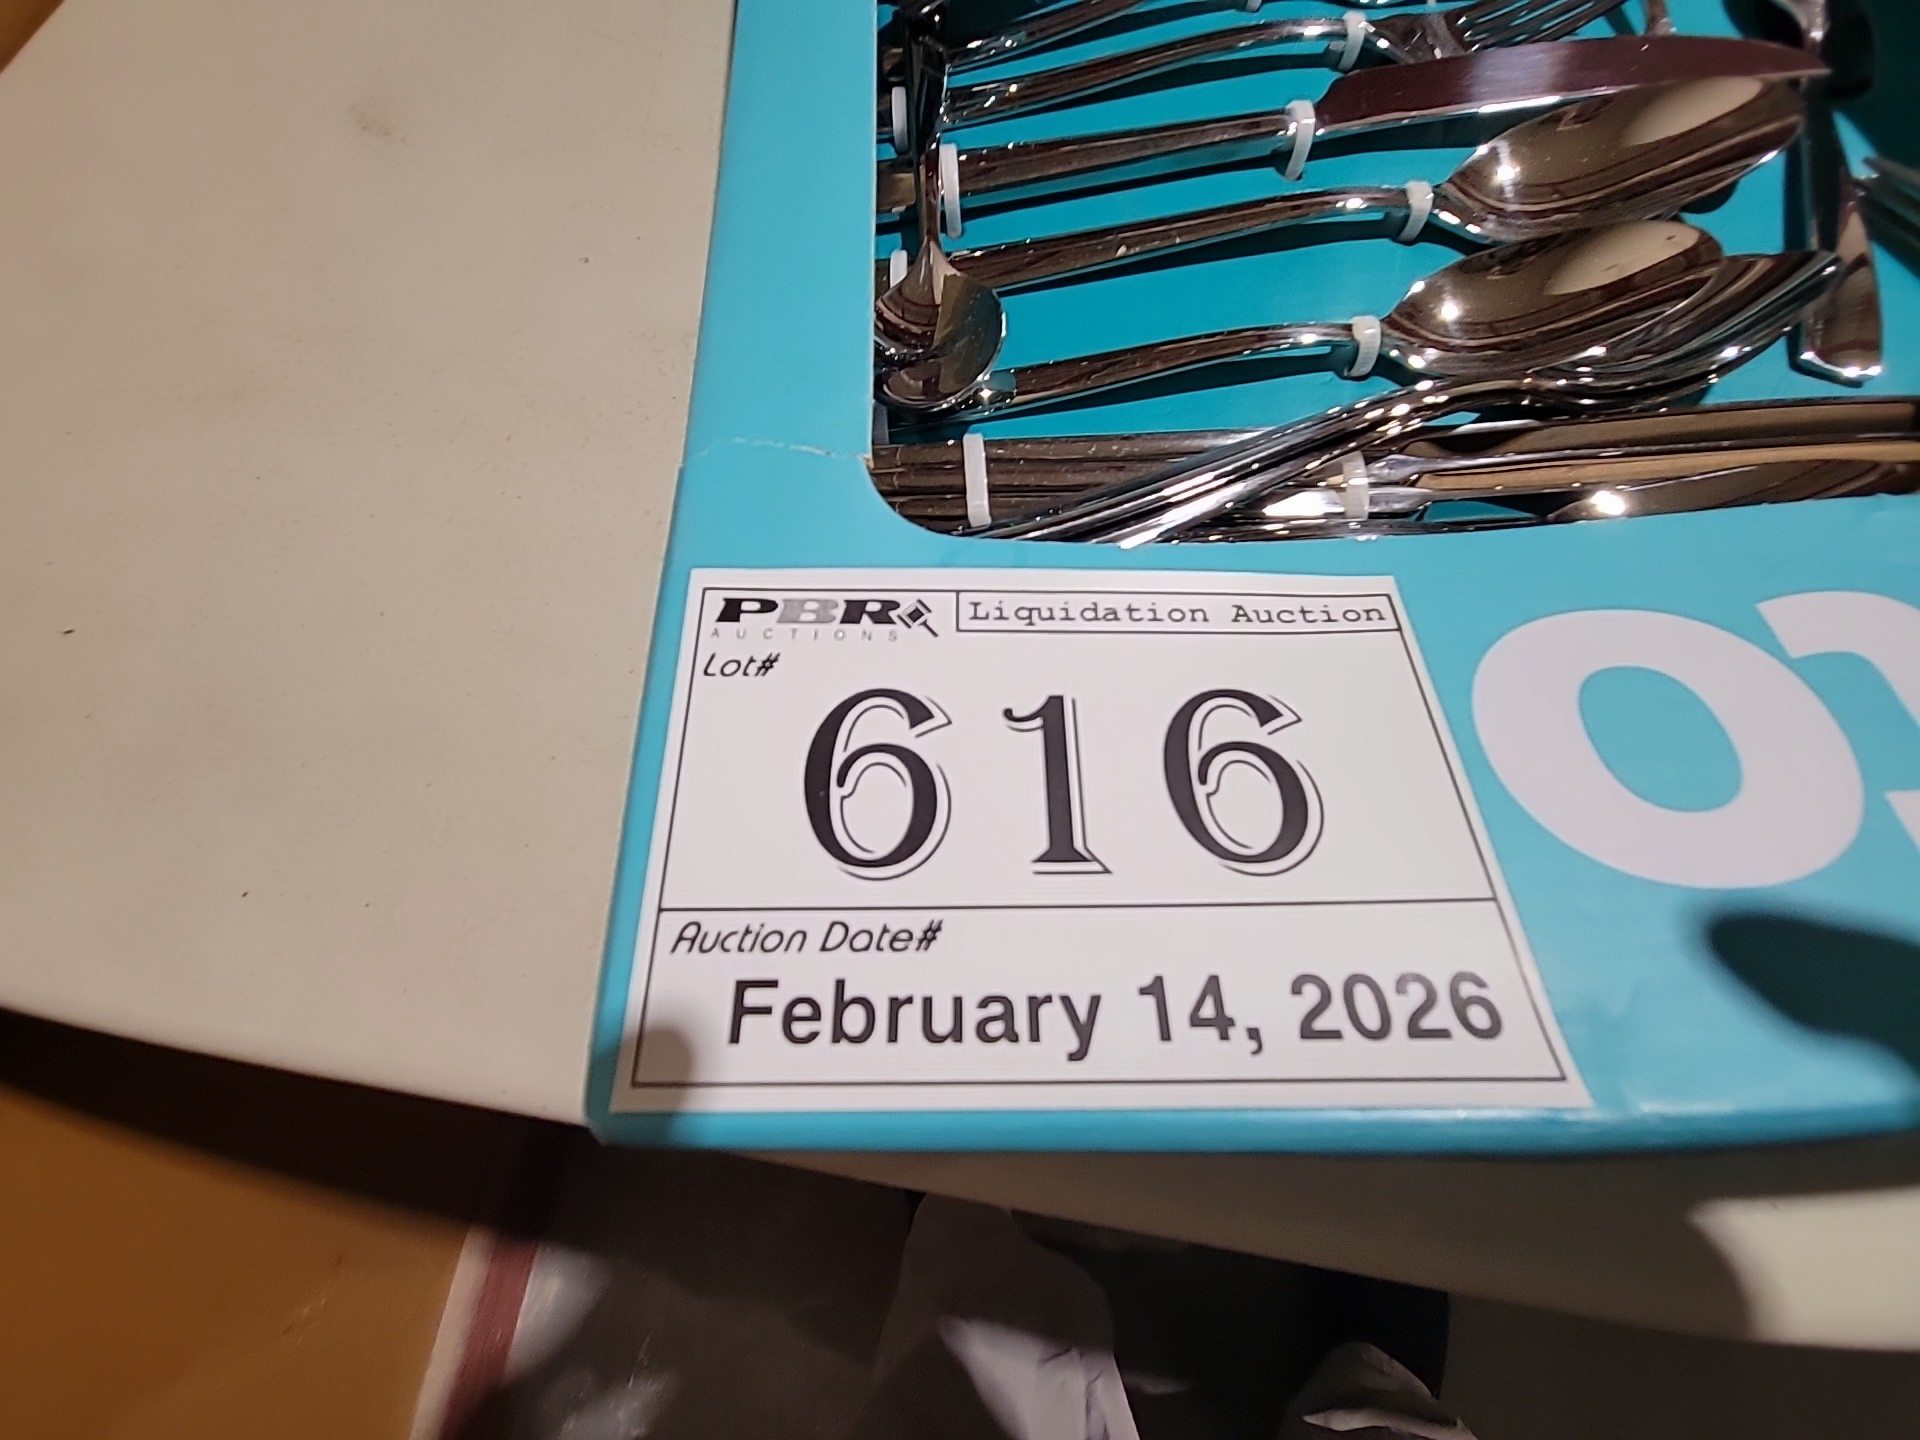 PBR
AUCTIONS
Liquidation Auction
Lot#
616
Auction Date#
February 14, 2026